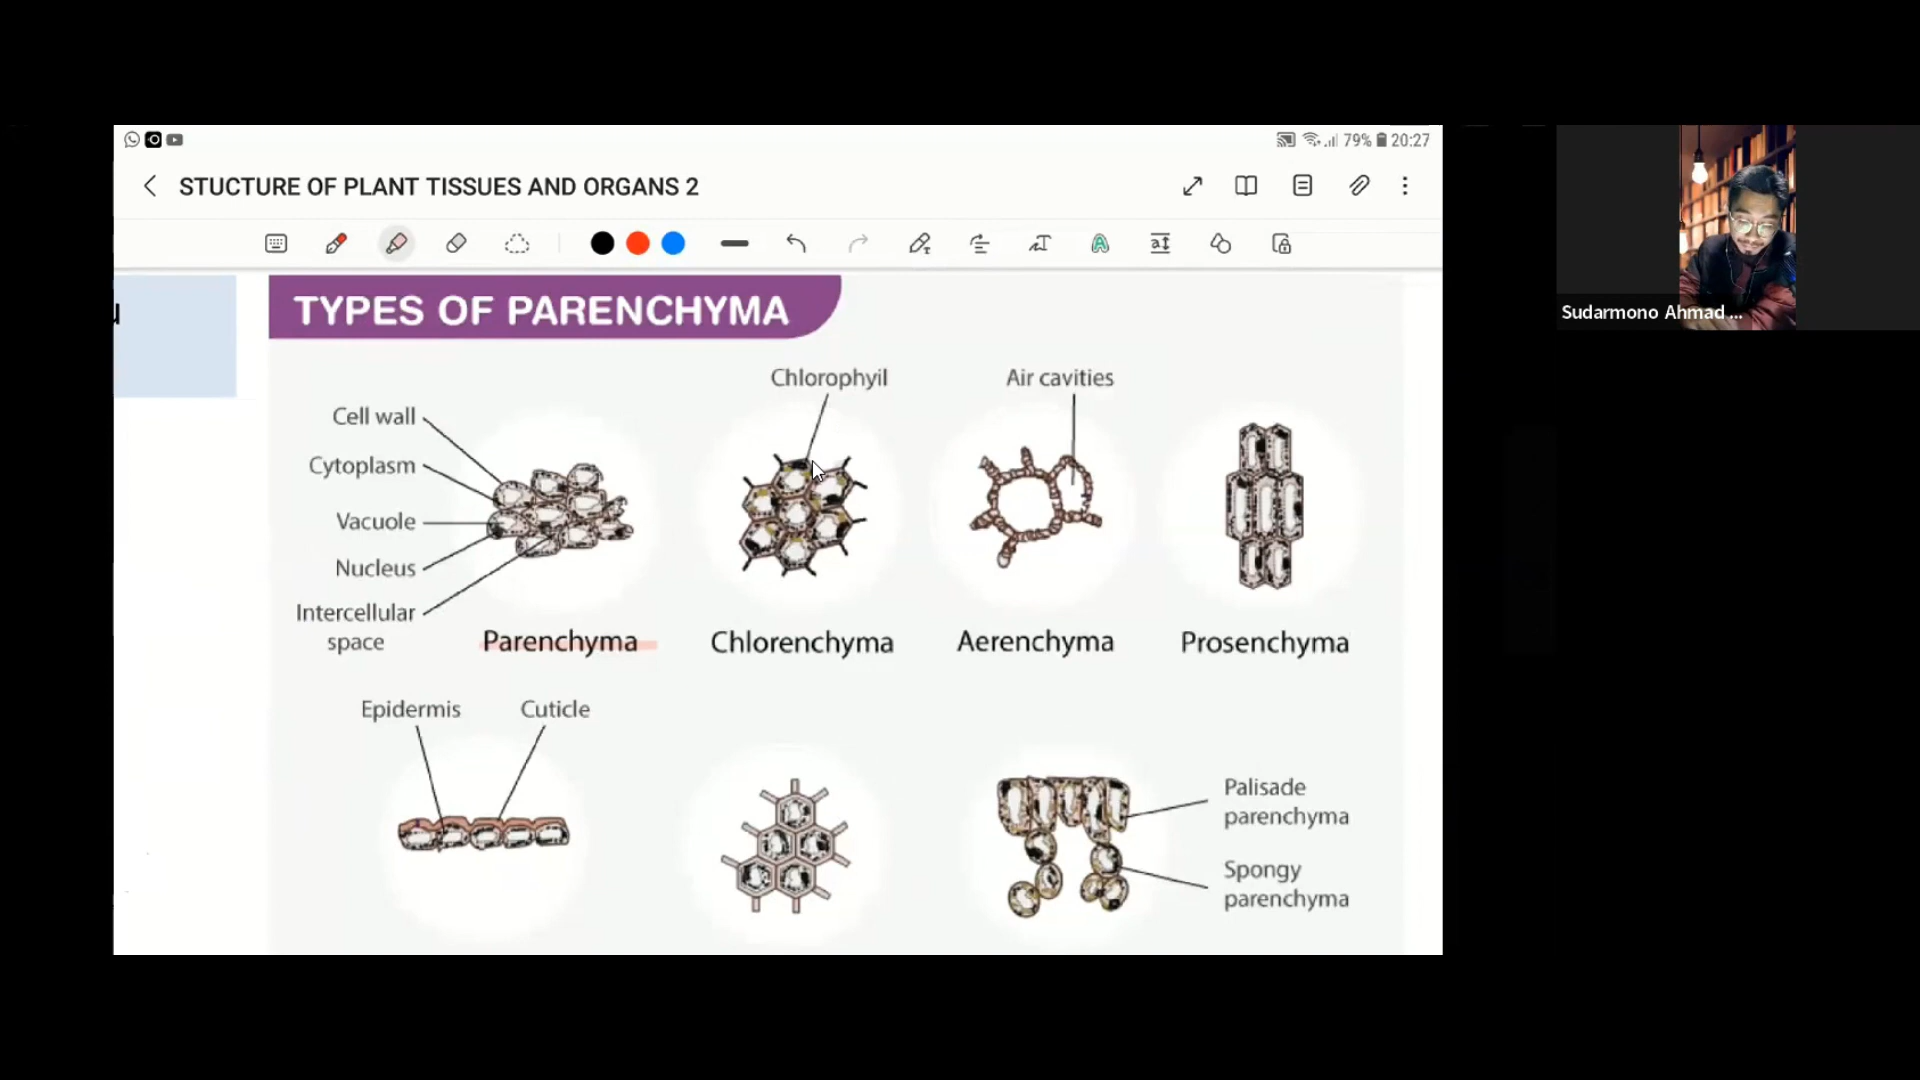 79% 20:27
STUCTURE OF PLANT TISSUES AND ORGANS 2
TYPES OF PARENCHYMA
Chlorophyil
Air cavities
Cell wall
Cytoplasm
Vacuole
Nucleus
Intercellular
space
Parenchyma
Chlorenchyma
Aerenchyma
Prosenchyma
Epidermis
Cuticle
Palisade
parenchyma
Spongy
parenchyma
Sudarmono Ahmad ...